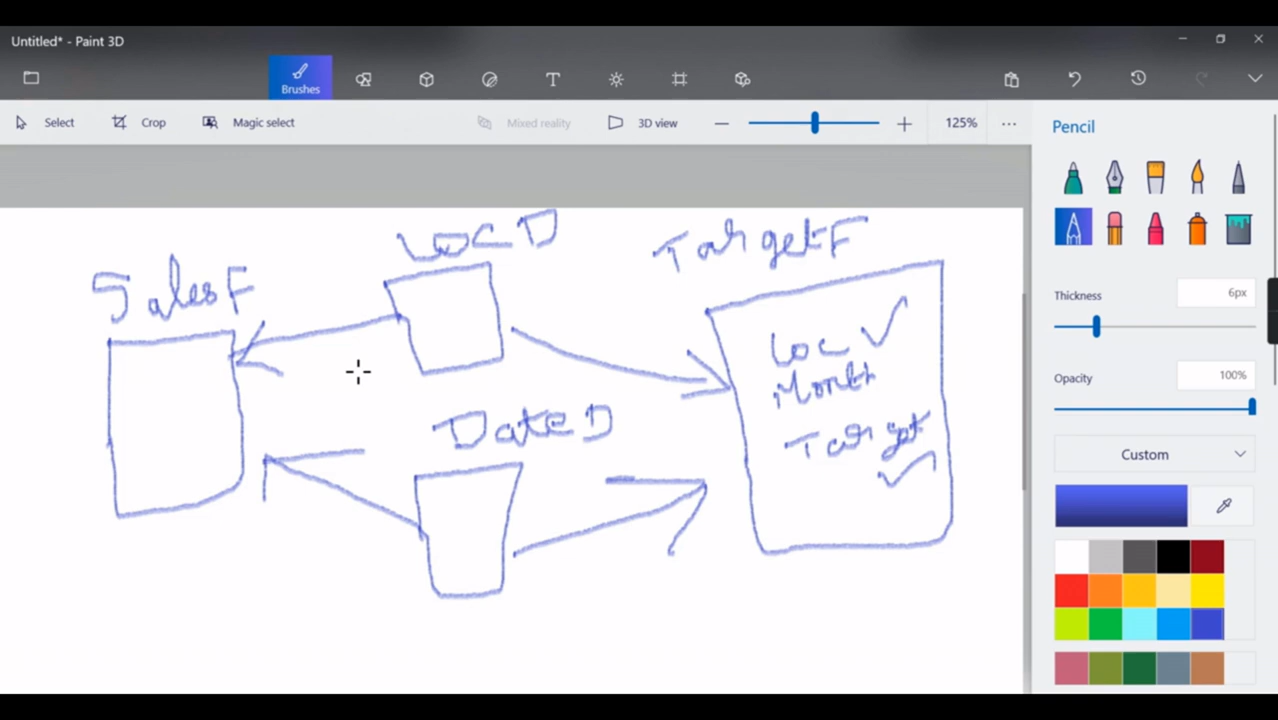 Untitled* - Paint 3D
Brushes
Select
Crop
Magic select
Mixed reality
3D view
125%
Pencil
Thickness
6px
Opacity
100%
Custom
LOC D
TargetF
SalesF
Loc
Month
Target
DateD